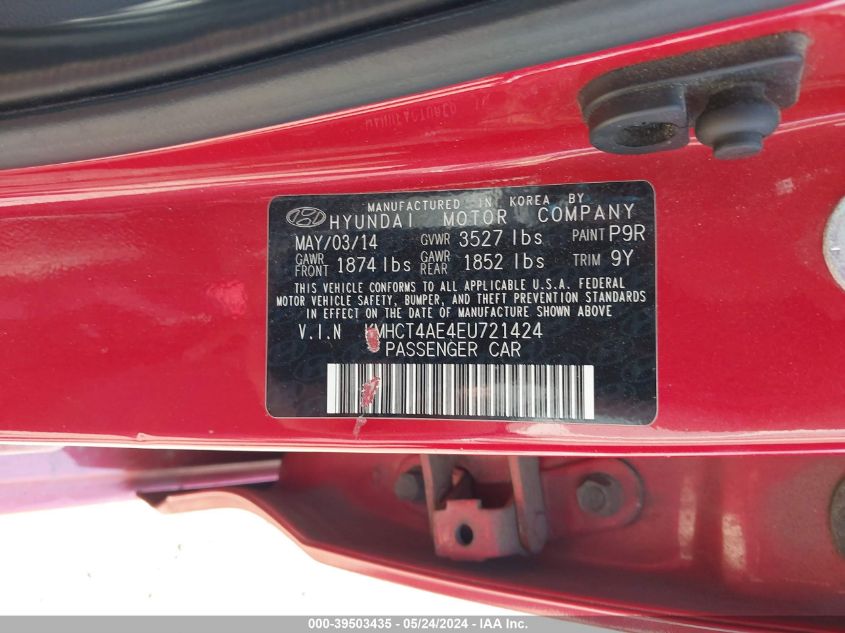 MANUFACTURED
MANUFACTURED IN KOREA BY
HYUNDAI MOTOR COMPANY
MAY/03/14 GVWR 3527 lbs PAINT P9R
GAWR FRONT 1874 lbs GAWR REAR 1852 lbs TRIM 9Y
THIS VEHICLE CONFORMS TO ALL APPLICABLE U.S.A. FEDERAL
MOTOR VEHICLE SAFETY, BUMPER, AND THEFT PREVENTION STANDARDS
IN EFFECT ON THE DATE OF MANUFACTURE SHOWN ABOVE
V.I.N KMHCT4AE4EU721424
PASSENGER CAR
000-39503435 - 05/24/2024 - IAA Inc.